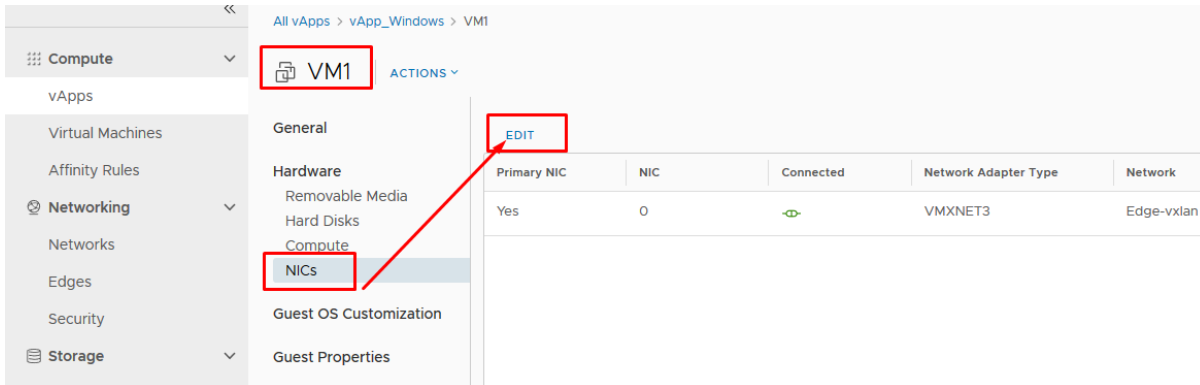 «
All vApps > vApp_Windows > VM1
Compute
vApps
Virtual Machines
Affinity Rules
Networking
Networks
Edges
Security
Storage
VM1
ACTIONS
General
Hardware
Removable Media
Hard Disks
Compute
NICs
Guest OS Customization
Guest Properties
EDIT
Primary NIC NIC Connected Network Adapter Type Network
Yes 0 VMXNET3 Edge-vxlan